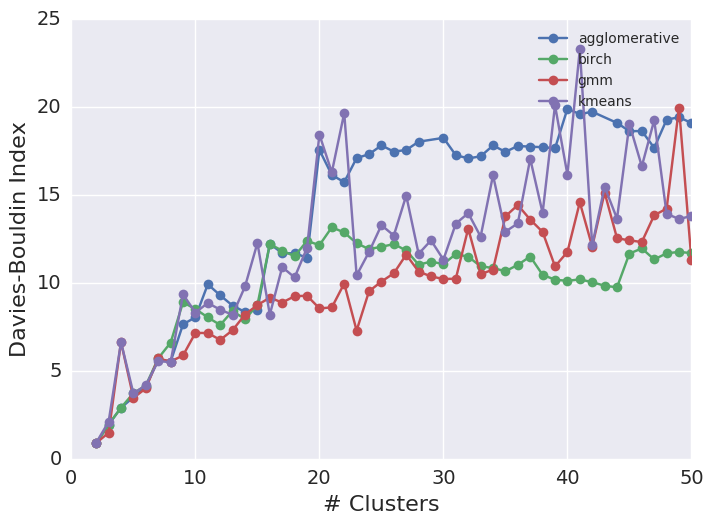 25
20
15
10
5
0
Davies-Bouldin Index
agglomerative
birch
gmm
kmeans
0 10 20 30 40 50
# Clusters